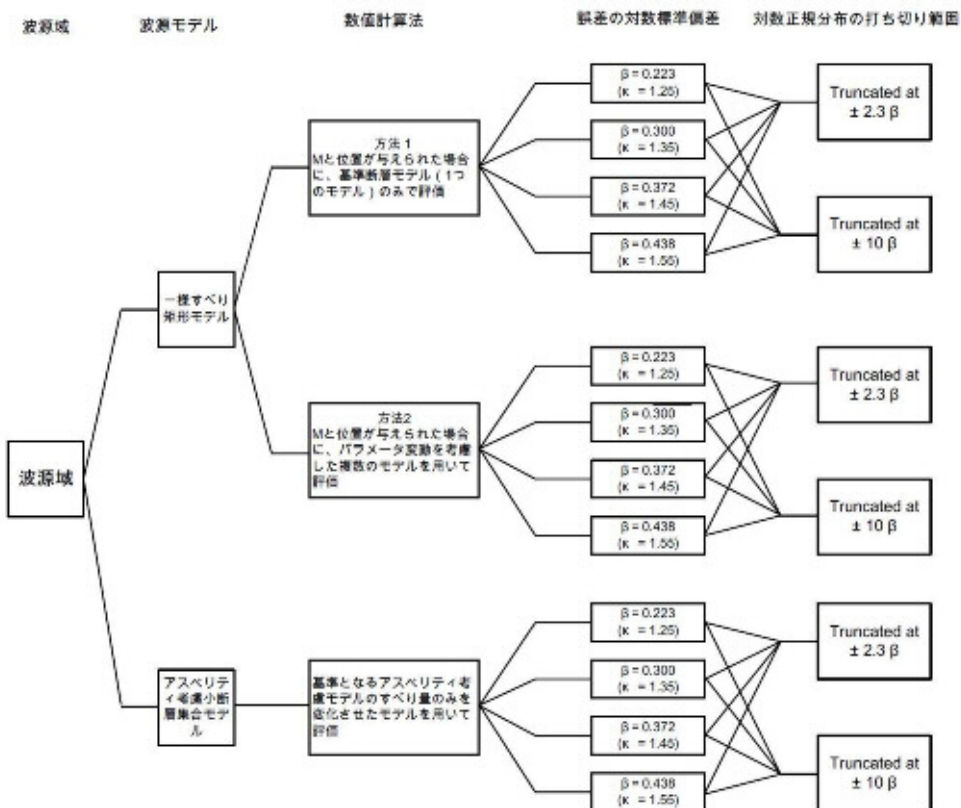 波源域
波源モデル
数値計算法
誤差の対数標準偏差
対数正規分布の打ち切り範囲
波源域
一様すべり
矩形モデル
アスペリティ
ィ考慮小断
層集合モデ
ル
方法1
Mと位置が与えられた場合
に、基準断層モデル(1つ
のモデル)のみで評価
方法2
Mと位置が与えられた場合
に、パラメータ変動を考慮
した複数のモデルを用いて
評価
基準となるアスペリティ考
慮モデルのすべり量のみを
変化させたモデルを用いて
評価
β=0.223
(κ =1.25)
β=0.300
(κ =1.35)
β=0.372
(κ =1.45)
β=0.438
(κ =1.55)
Truncated at
± 2.3 β
Truncated at
± 10 β
β=0.223
(κ =1.25)
β=0.300
(κ =1.35)
β=0.372
(κ =1.45)
β=0.438
(κ =1.55)
Truncated at
± 2.3 β
Truncated at
± 10 β
β=0.223
(κ =1.25)
β=0.300
(κ =1.35)
β=0.372
(κ =1.45)
β=0.438
(κ =1.55)
Truncated at
± 2.3 β
Truncated at
± 10 β